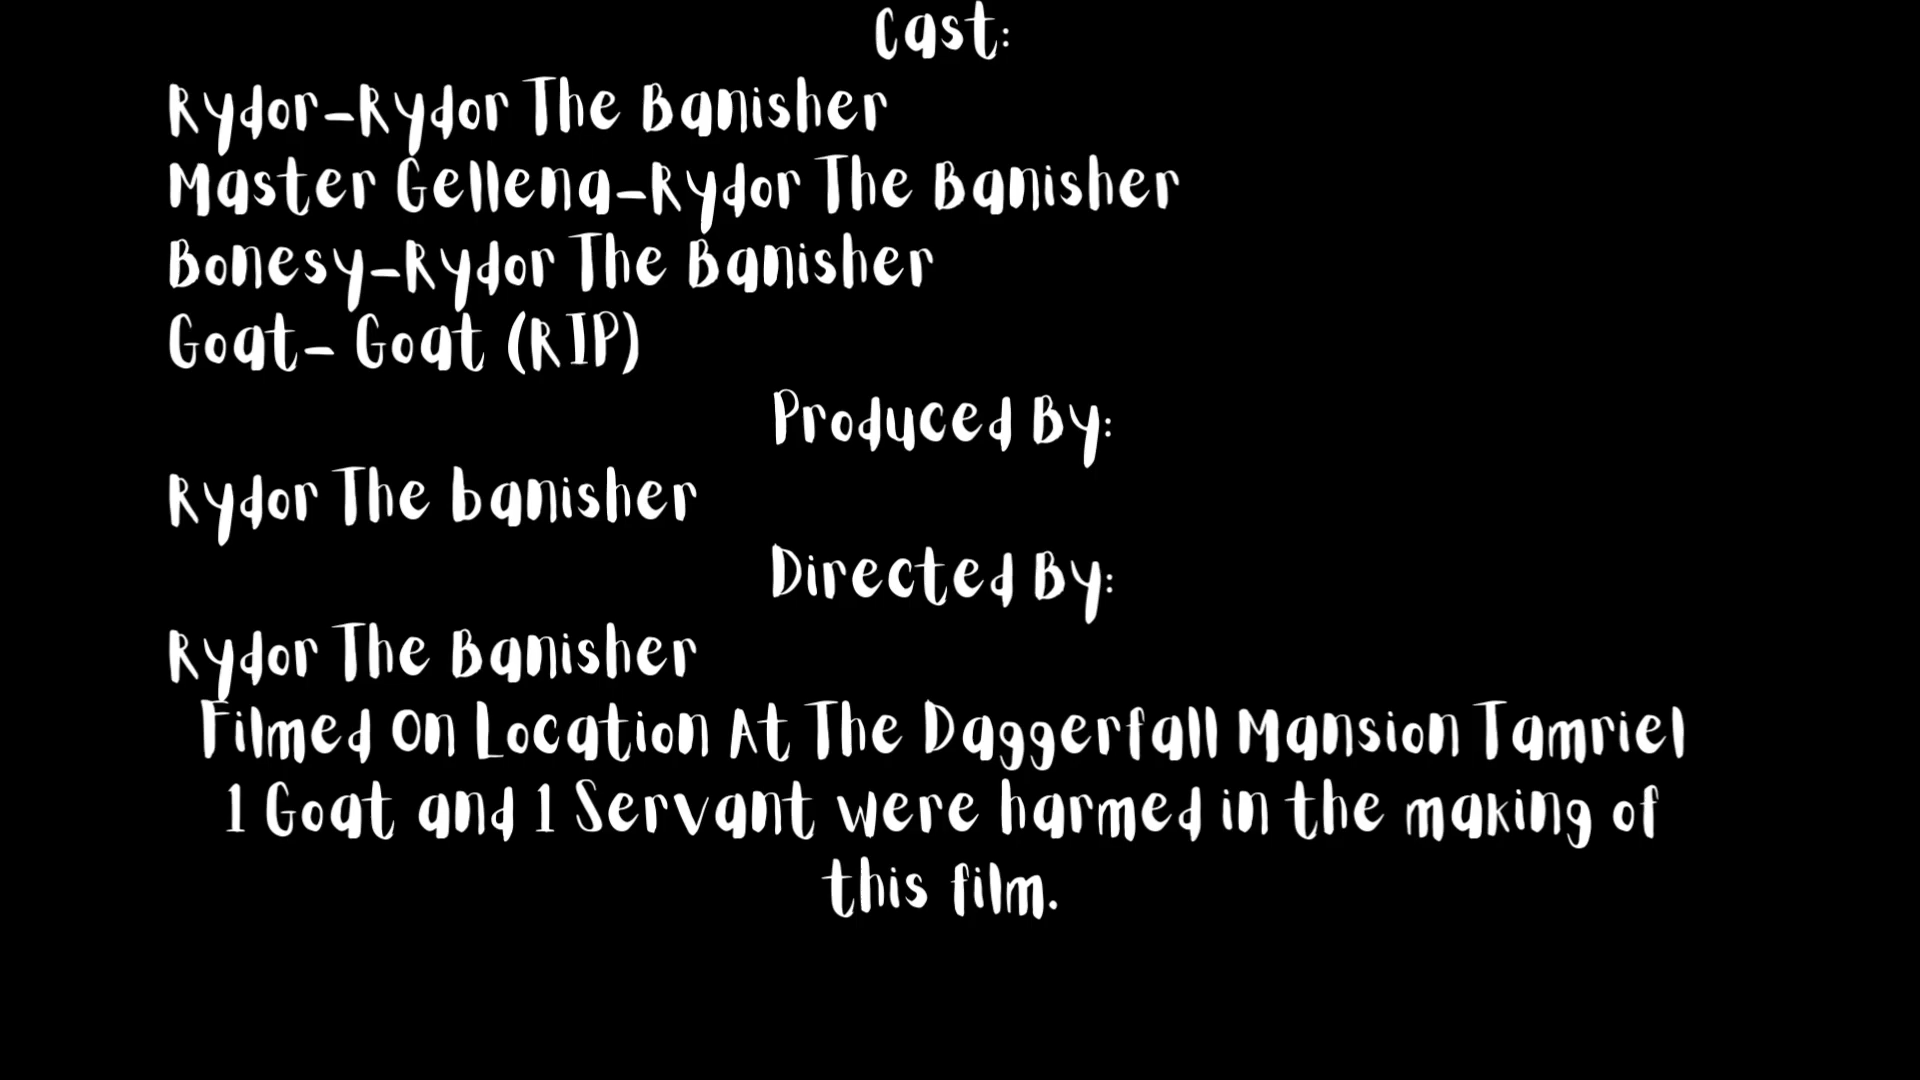 Cast:
Rydor-Rydor The Banisher
Master Gellena-Rydor The Banisher
Bonesy-Rydor The Banisher
Goat- Goat (RIP)
Produced By:
Rydor The banisher
Directed By:
Rydor The Banisher
Filmed On Location At The Daggerfall Mansion Tamriel
1 Goat and 1 Servant were harmed in the making of
this film.